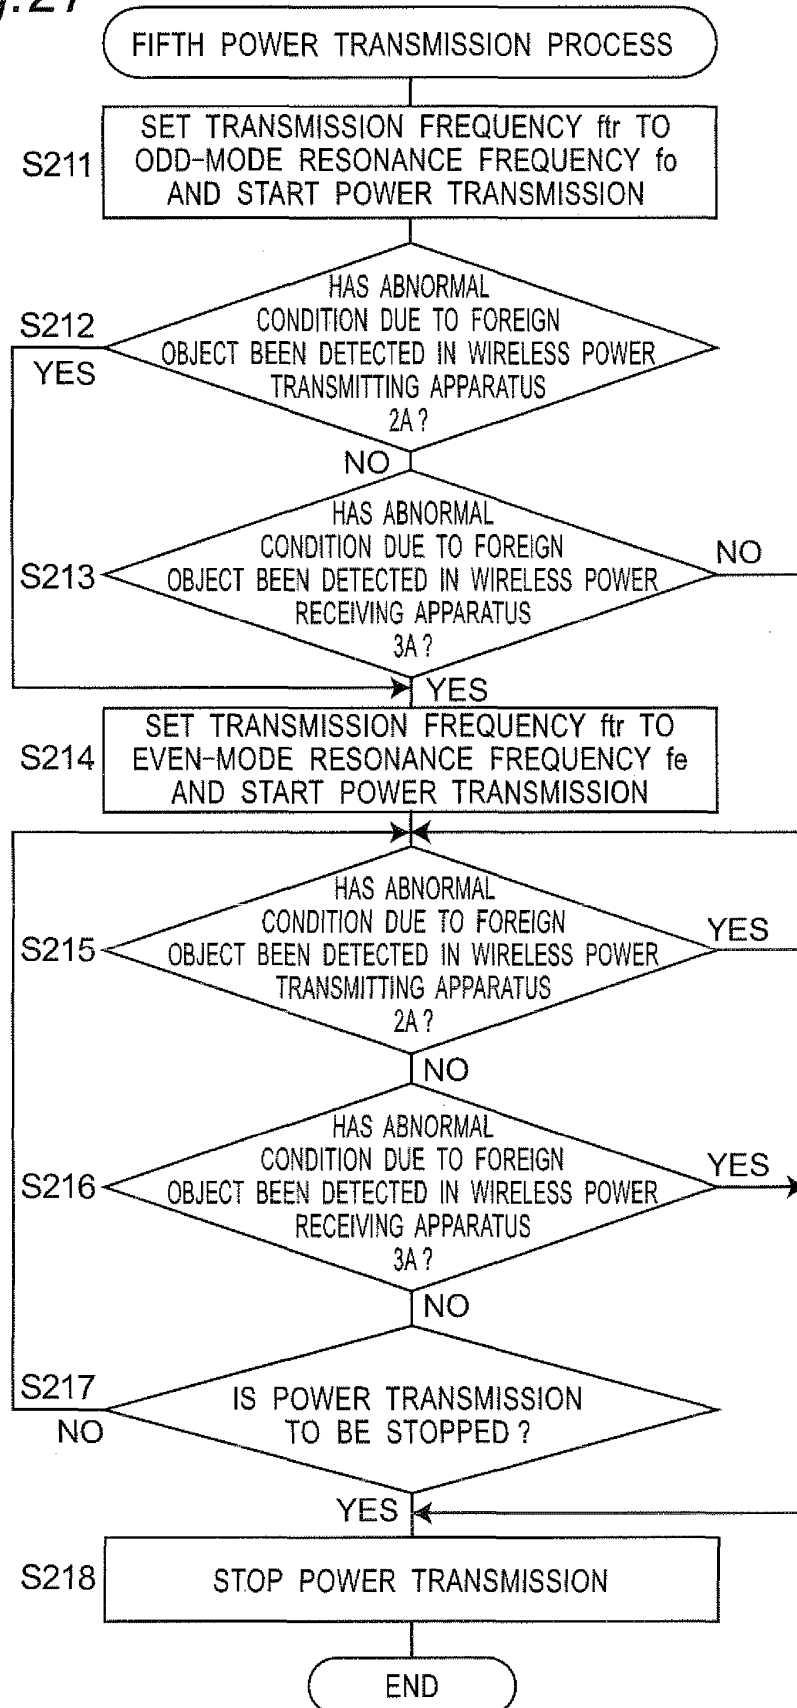 FIFTH POWER TRANSMISSION PROCESS
S211
SET TRANSMISSION FREQUENCY ftr TO
ODD-MODE RESONANCE FREQUENCY fo
AND START POWER TRANSMISSION
S212
YES
HAS ABNORMAL
CONDITION DUE TO FOREIGN
OBJECT BEEN DETECTED IN WIRELESS POWER
TRANSMITTING APPARATUS
2A?
NO
S213
HAS ABNORMAL
CONDITION DUE TO FOREIGN
OBJECT BEEN DETECTED IN WIRELESS POWER
RECEIVING APPARATUS
3A?
NO
YES
S214
SET TRANSMISSION FREQUENCY ftr TO
EVEN-MODE RESONANCE FREQUENCY fe
AND START POWER TRANSMISSION
S215
HAS ABNORMAL
CONDITION DUE TO FOREIGN
OBJECT BEEN DETECTED IN WIRELESS POWER
TRANSMITTING APPARATUS
2A?
YES
NO
S216
HAS ABNORMAL
CONDITION DUE TO FOREIGN
OBJECT BEEN DETECTED IN WIRELESS POWER
RECEIVING APPARATUS
3A?
YES
NO
S217
NO
IS POWER TRANSMISSION
TO BE STOPPED?
YES
S218
STOP POWER TRANSMISSION
END